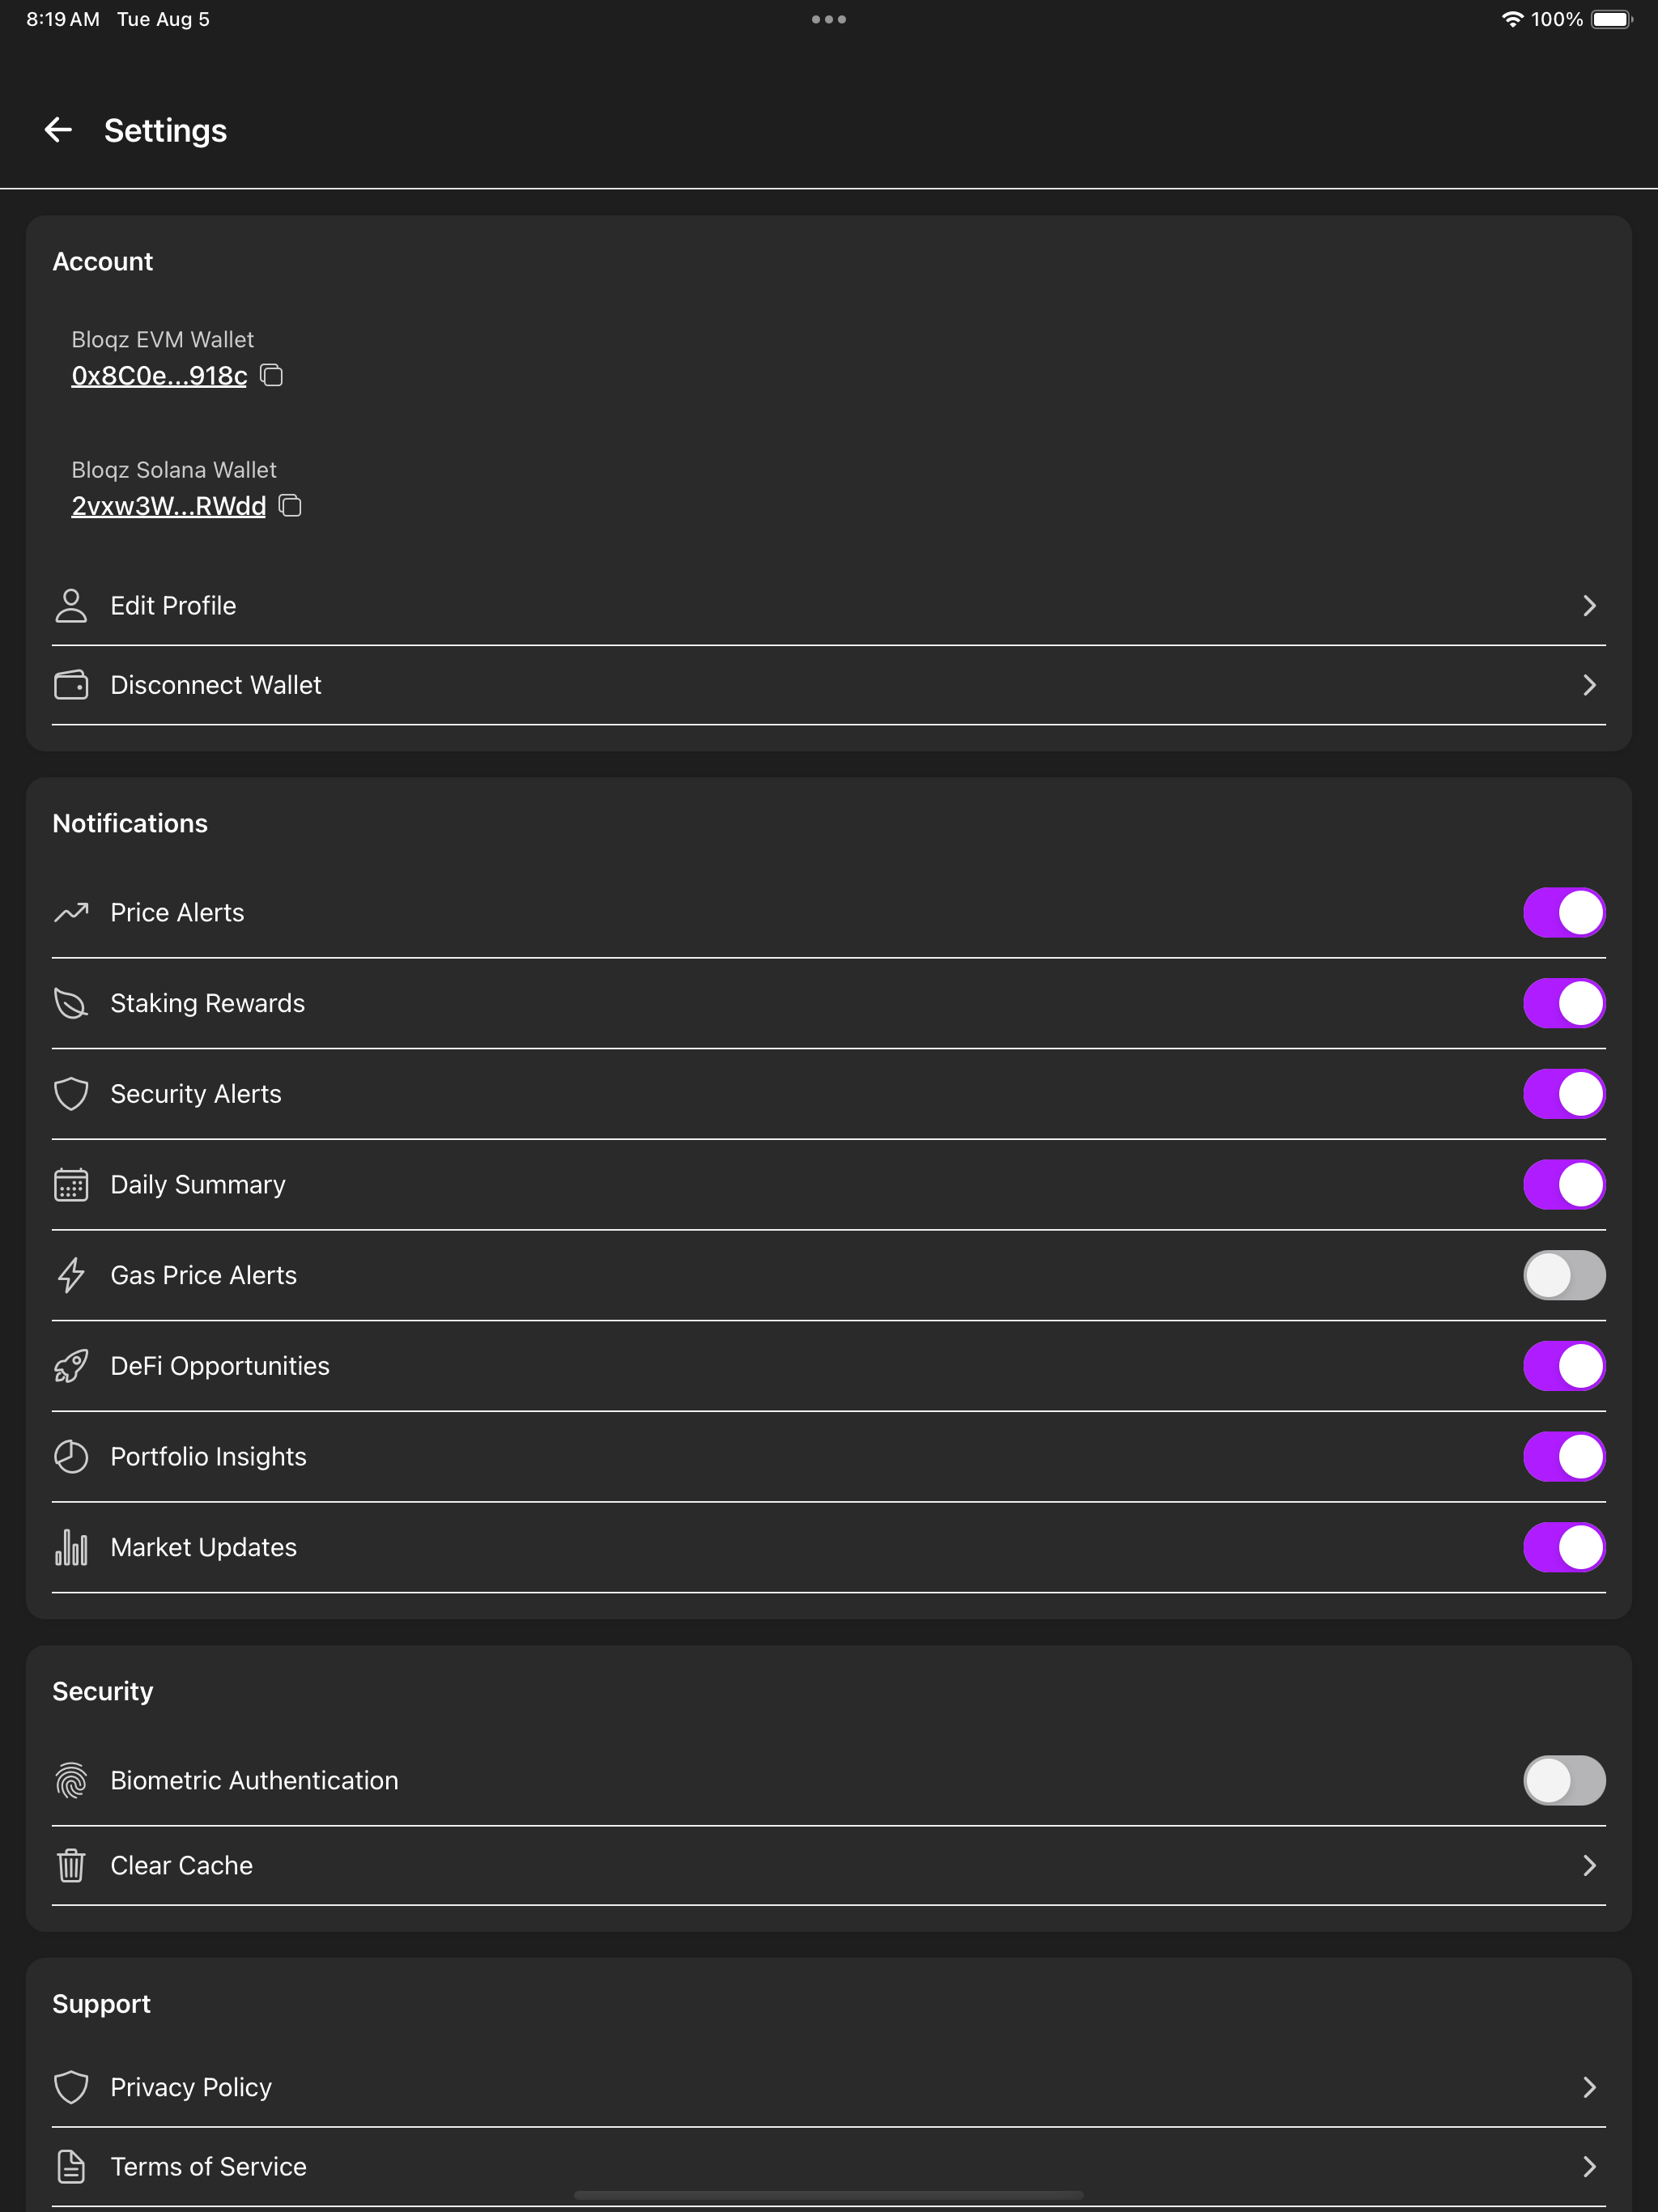 8:19 AM Tue Aug 5
100%
Settings
Account
Bloqz EVM Wallet
0x8C0e...918c
Bloqz Solana Wallet
2vxw3W...RWdd
Edit Profile
Disconnect Wallet
Notifications
Price Alerts
Staking Rewards
Security Alerts
Daily Summary
Gas Price Alerts
DeFi Opportunities
Portfolio Insights
Market Updates
Security
Biometric Authentication
Clear Cache
Support
Privacy Policy
Terms of Service